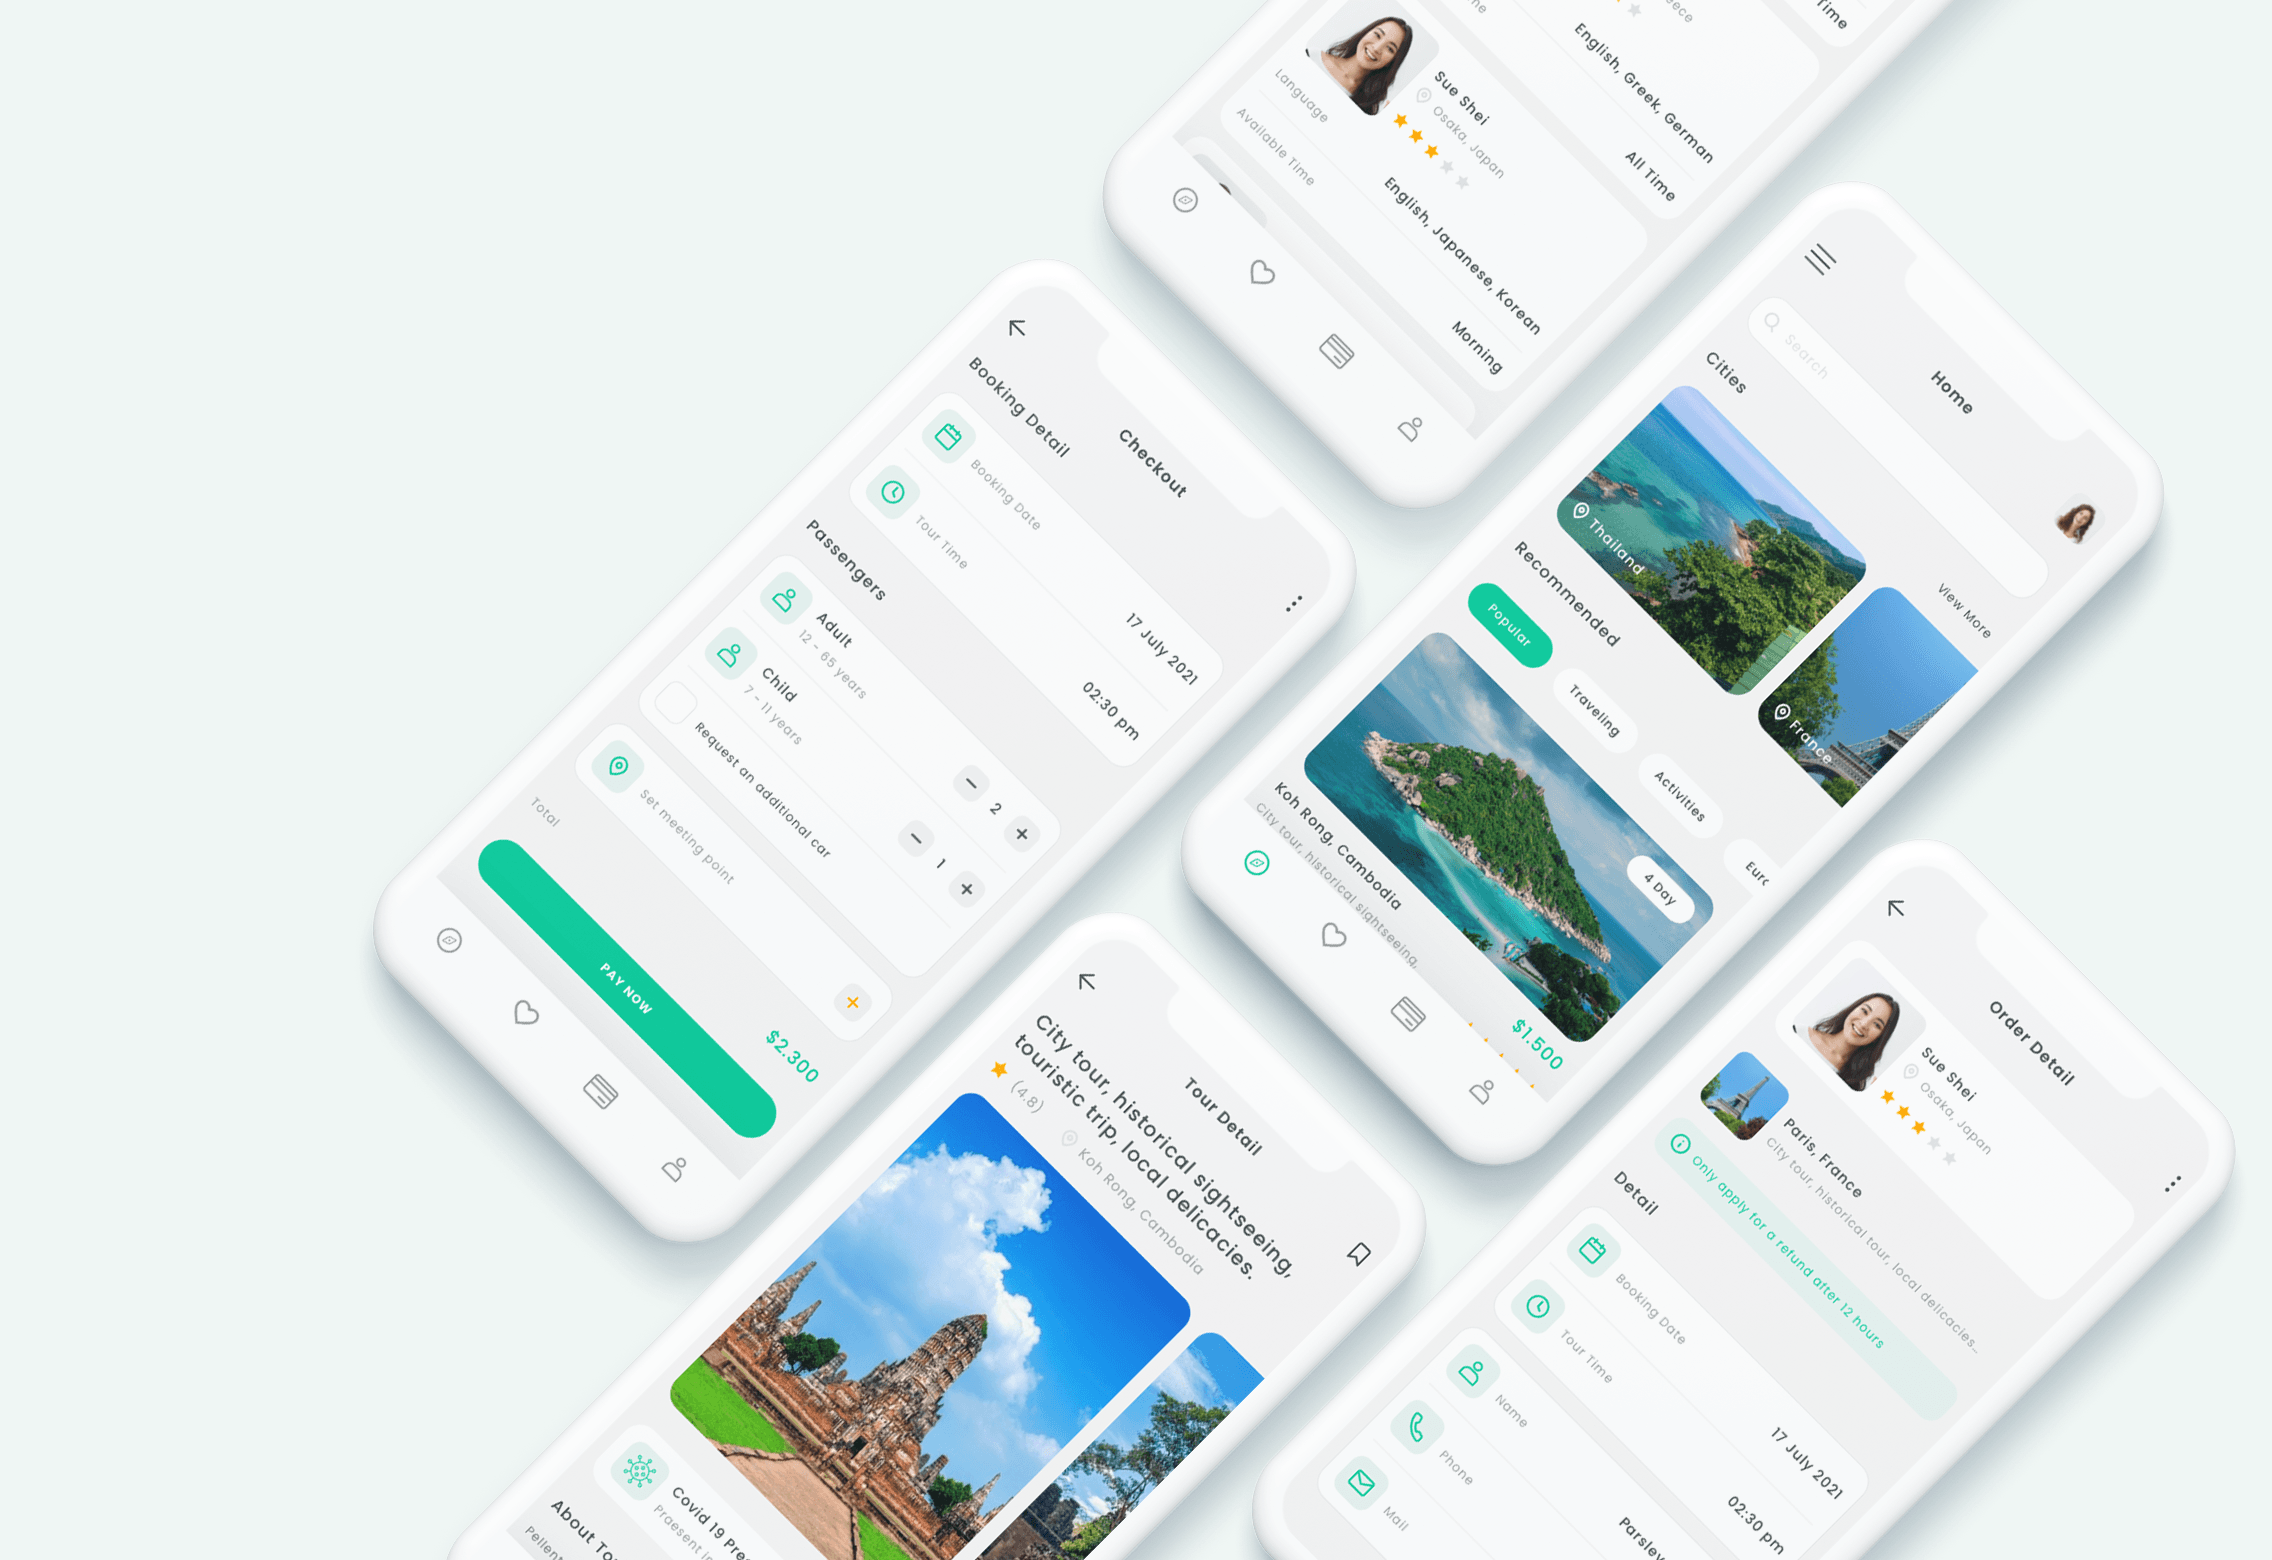 Time
English, Greek, German
All Time
Sue Shei
Osaka, Japan
Language
English, Japanese, Korean
Available Time
Morning
Checkout
Booking Detail
Booking Date
17 July 2021
Tour Time
02:30 pm
Passengers
Adult
12 - 65 years
2
Child
7 - 11 years
1
Request an additional car
Set meeting point
Total
$2.300
PAY NOW
Home
Search
Cities
View More
Thailand
France
Recommended
Popular
Traveling
Activities
4 Day
Koh Rong, Cambodia
$1.500
City tour, historical sightseeing,
Tour Detail
City tour, historical sightseeing,
touristic trip, local delicacies.
(4.8)
Koh Rong, Cambodia
Covid 19
Praesent
About
Order Detail
Sue Shei
Osaka, Japan
Paris, France
City tour, historical tour, local delicacies...
Only apply for a refund after 12 hours
Detail
Booking Date
17 July 2021
Tour Time
02:30 pm
Name
Parsley
Phone
Mail